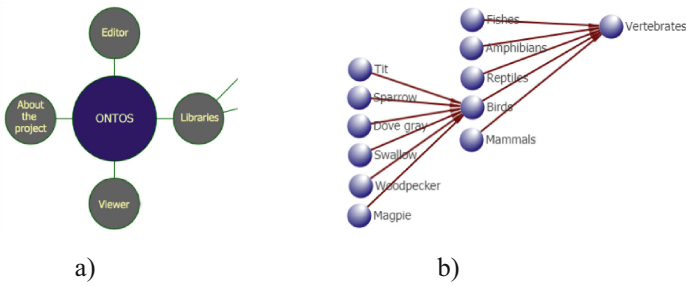 Editor
About
the
project
ONTOS
Libraries
Viewer
a)
Fishes
Vertebrates
Amphibians
Reptiles
Birds
Mammals
Tit
Sparrow
Dove gray
Swallow
Woodpecker
Magpie
b)